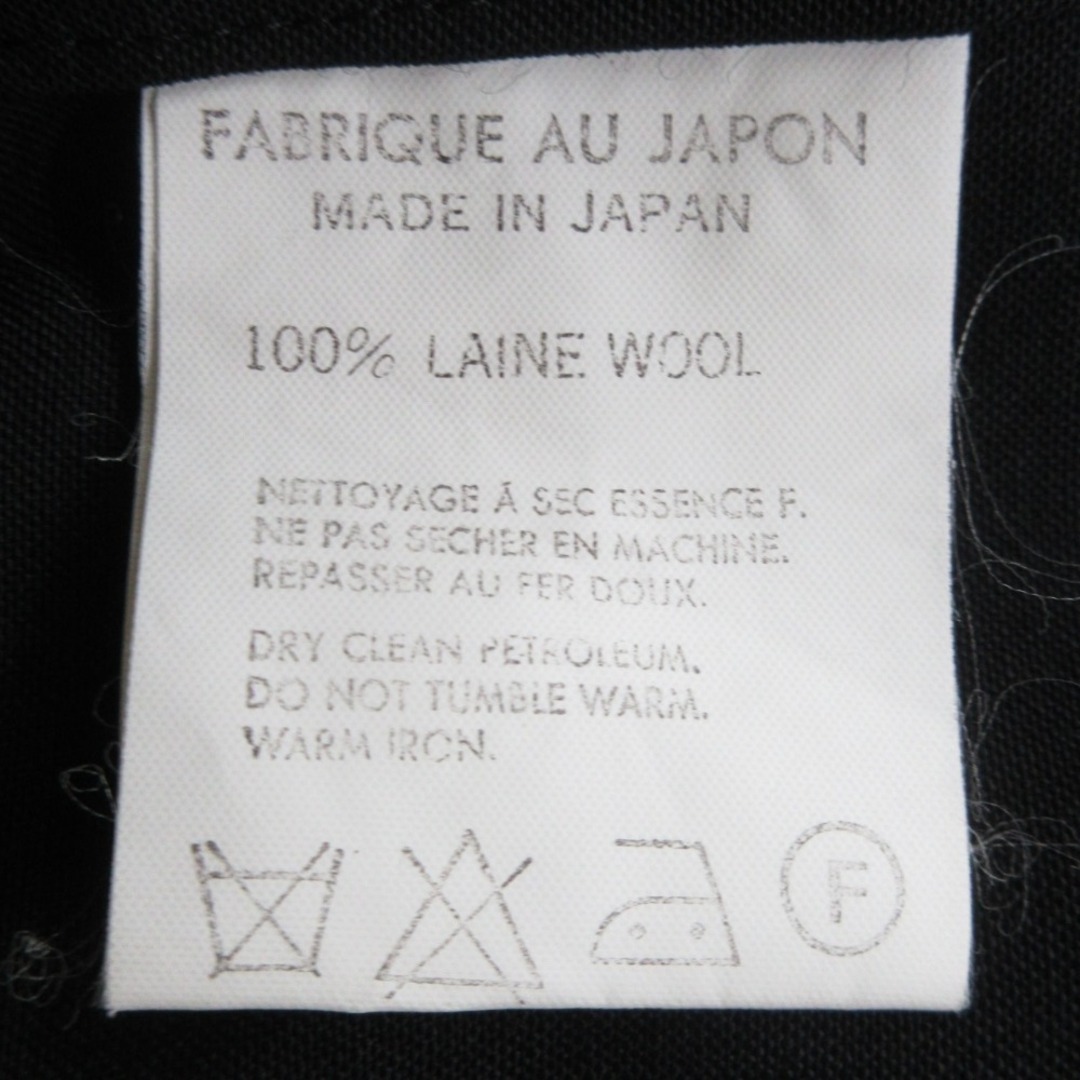 FABRIQUE AU JAPON
MADE IN JAPAN
100% LAINE WOOL
NETTOYAGE À SEC ESSENCE F.
NE PAS SECHER EN MACHINE.
REPASSER AU FER DOUX.
DRY CLEAN PETROLEUM.
DO NOT TUMBLE WARM.
WARM IRON.
F